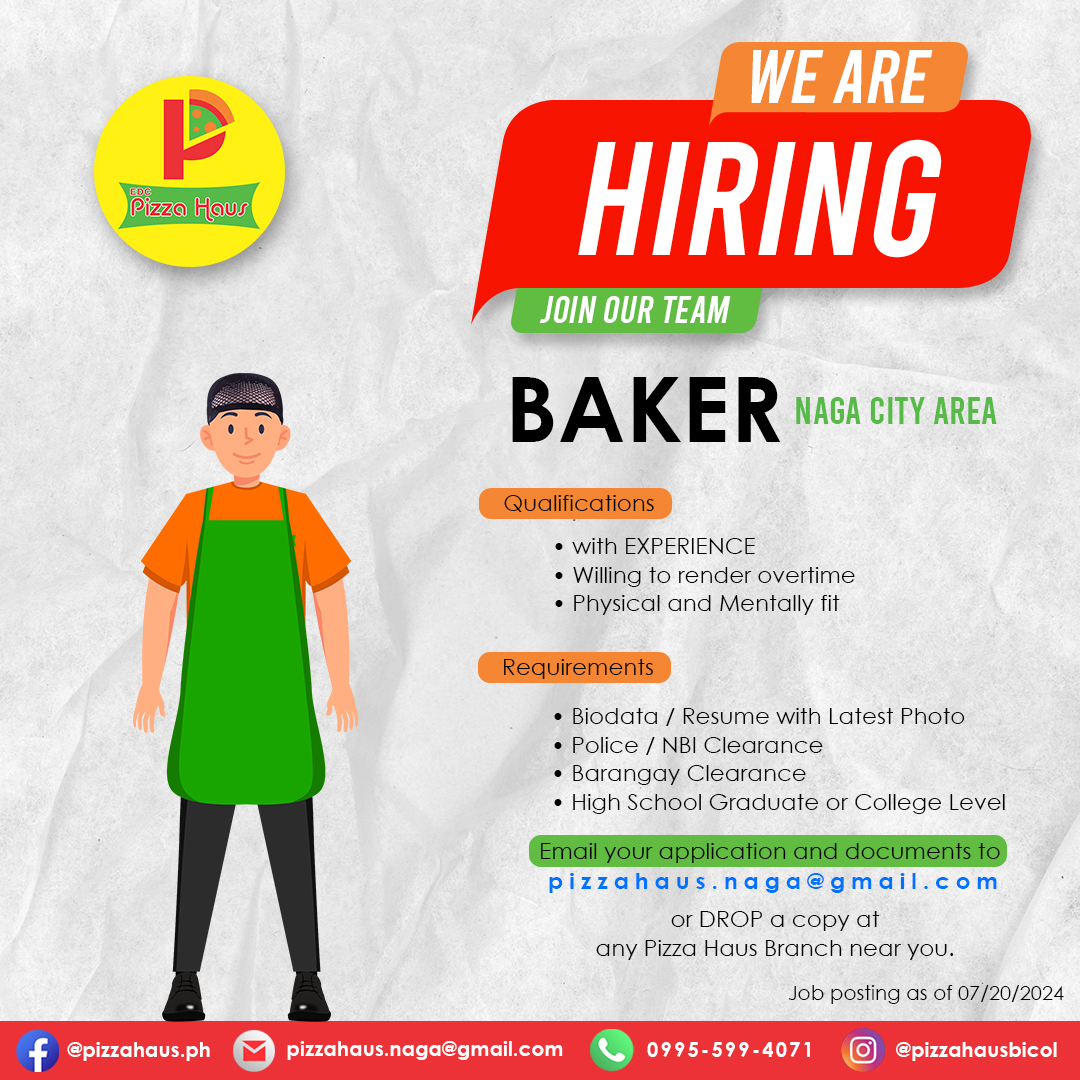 EDG
Pizza Haus
WE ARE
HIRING
JOIN OUR TEAM
BAKER NAGA CITY AREA
Qualifications
• with EXPERIENCE
• Willing to render overtime
• Physical and Mentally fit
Requirements
• Biodata / Resume with Latest Photo
• Police / NBI Clearance
• Barangay Clearance
• High School Graduate or College Level
Email your application and documents to
pizzahaus.naga@gmail.com
or DROP a copy at
any Pizza Haus Branch near you.
Job posting as of 07/20/2024
@pizzahaus.ph pizzahaus.naga@gmail.com 0995-599-4071 @pizzahausbicol